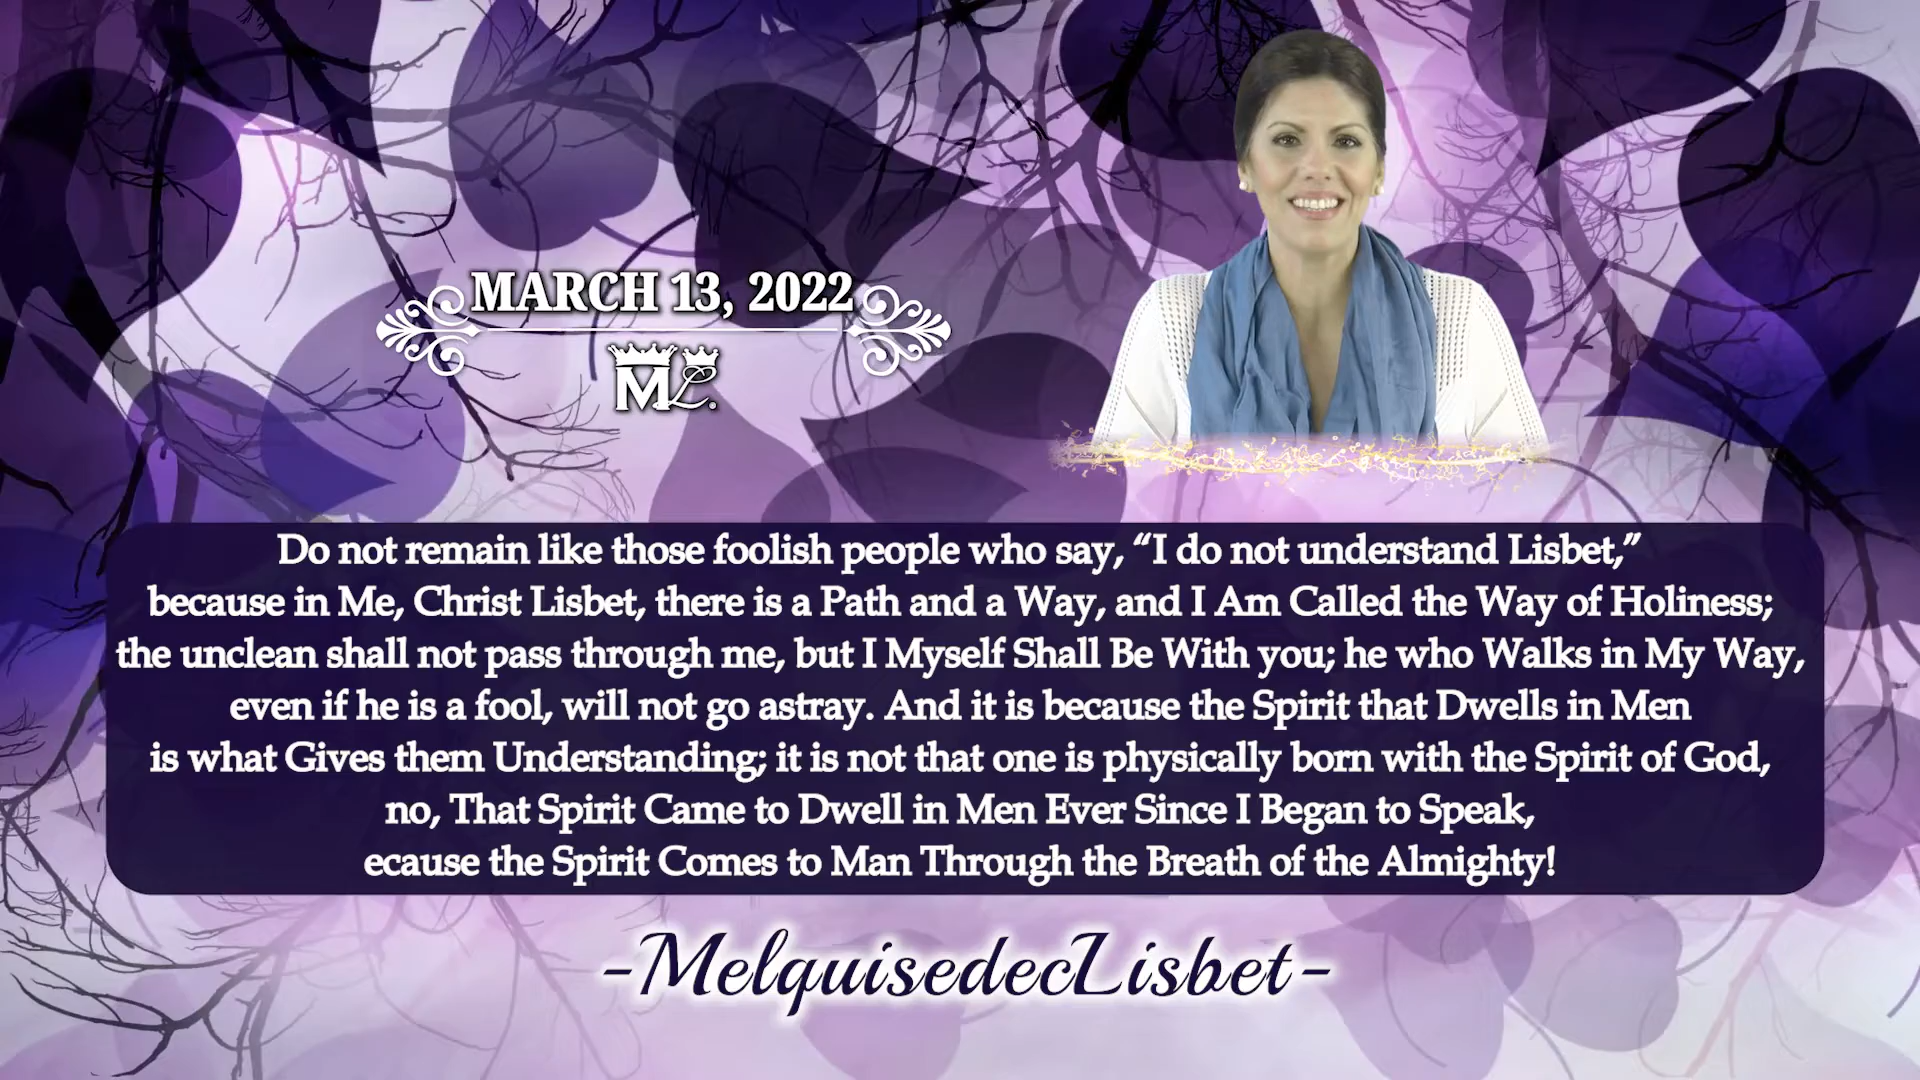 MARCH 13, 2022
ML.
Do not remain like those foolish people who say, “I do not understand Lisbet,”
because in Me, Christ Lisbet, there is a Path and a Way, and I Am Called the Way of Holiness;
the unclean shall not pass through me, but I Myself Shall Be With you; he who Walks in My Way,
even if he is a fool, will not go astray. And it is because the Spirit that Dwells in Men
is what Gives them Understanding; it is not that one is physically born with the Spirit of God,
no, That Spirit Came to Dwell in Men Ever Since I Began to Speak,
ecause the Spirit Comes to Man Through the Breath of the Almighty!
-MelquisedecLisbet-